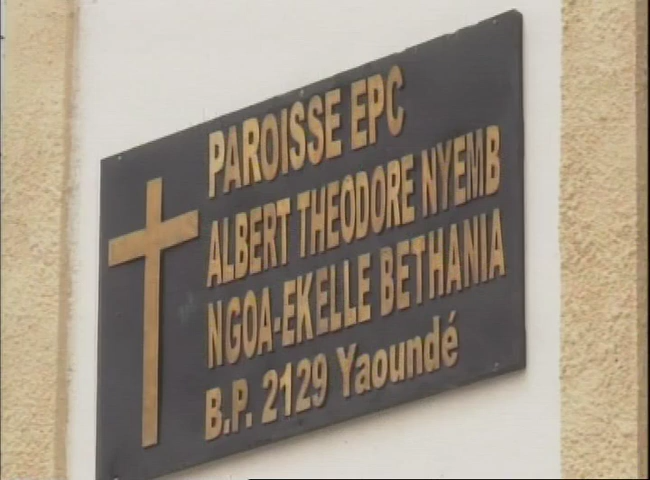 PAROISSE EPC
ALBERT THEODORE NYEMB
NGOA-EKELLE BETHANIA
B.P. 2129 Yaoundé